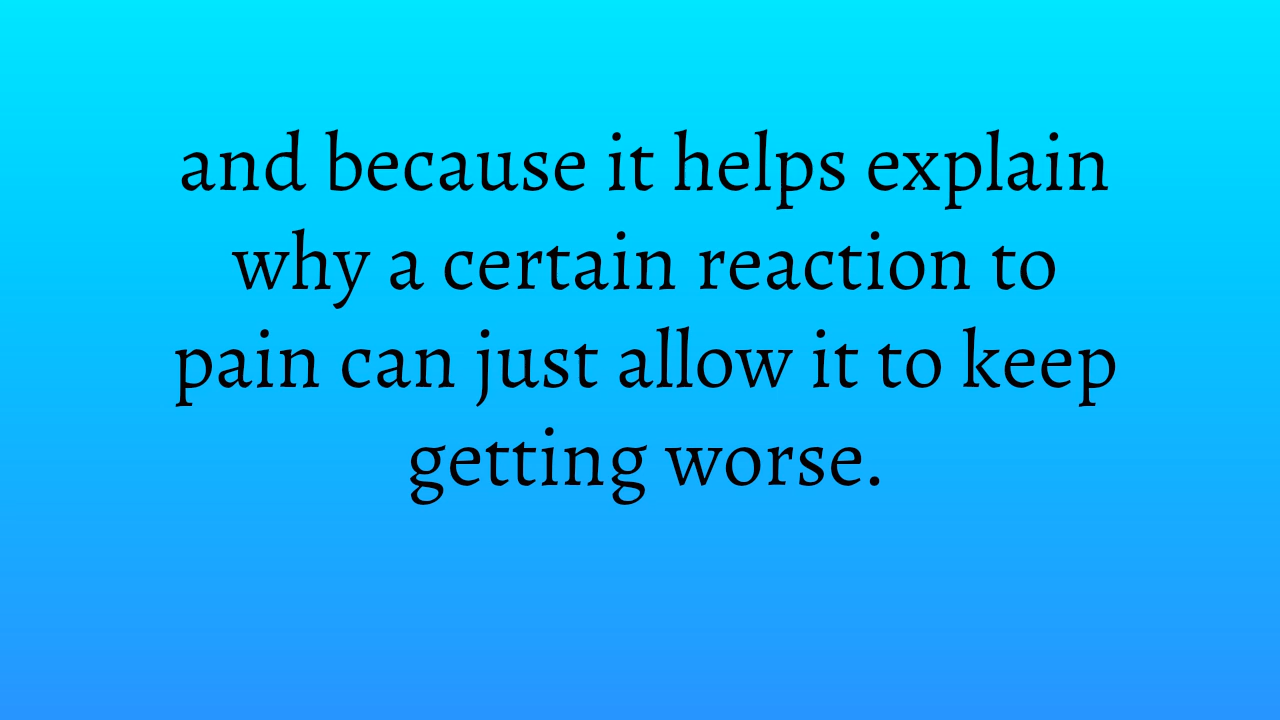 and because it helps explain
why a certain reaction to
pain can just allow it to keep
getting worse.